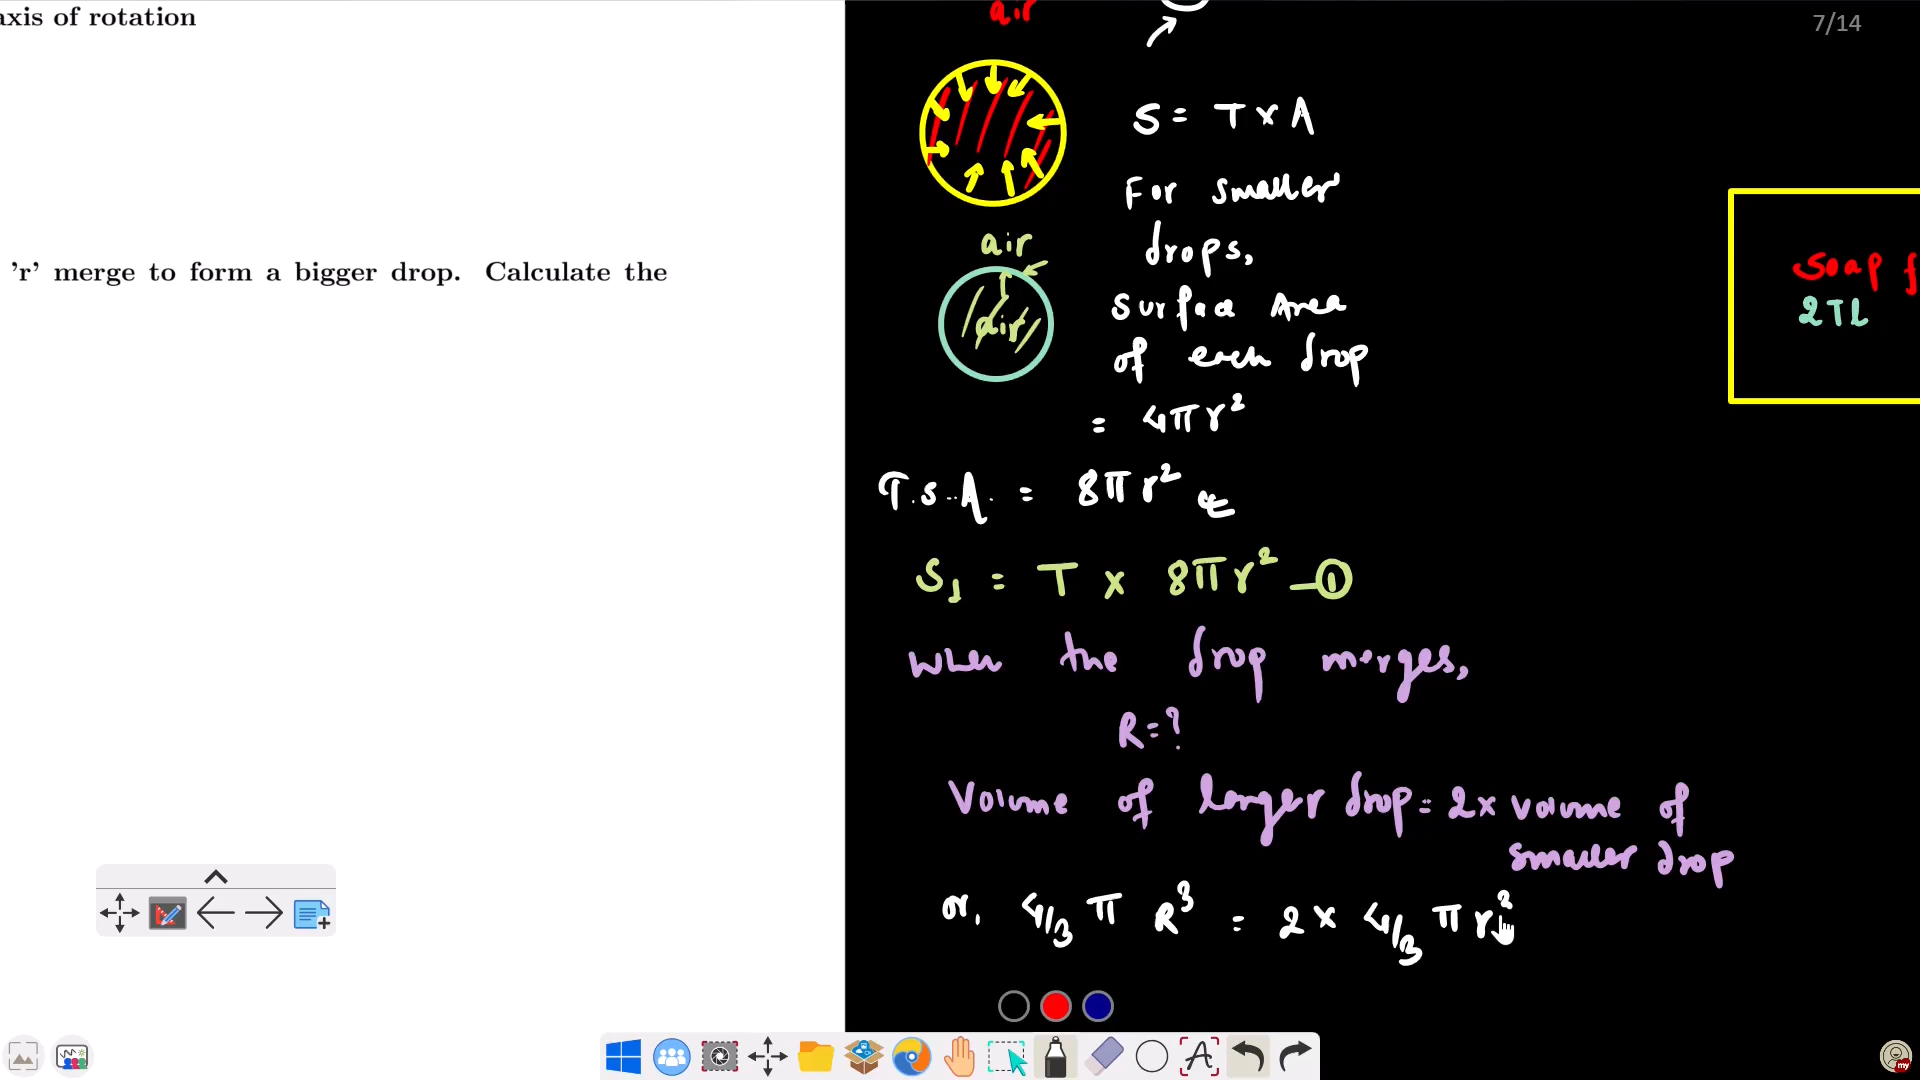 axis of rotation
'r' merge to form a bigger drop. Calculate the
7/14
air
S = T x A
For smaller
drops,
air
air
Surface Area
of each drop
= 4πr²
T.S.A. = 8πr²
S₁ = T x 8πr² — ①
When the drop merges,
R = ?
Volume of larger drop = 2 x volume of
smaller drop
or, 4/3 π R³ = 2 x 4/3 π r²
Soap f
2Tl